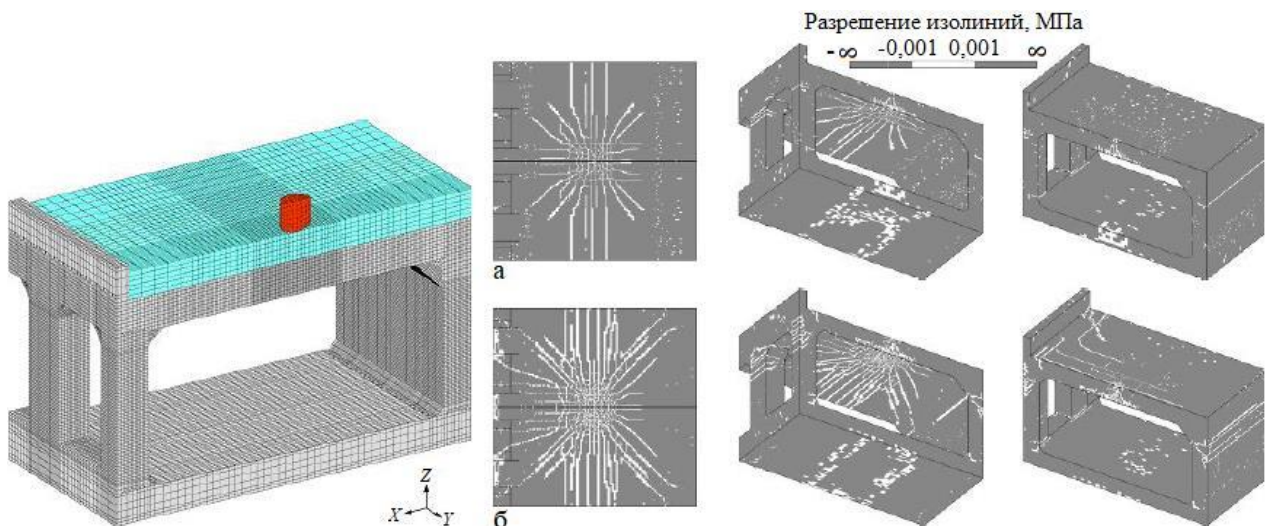 Разрешение изолиний, МПа
-∞ -0,001 0,001 ∞
а
Z
X Y
б